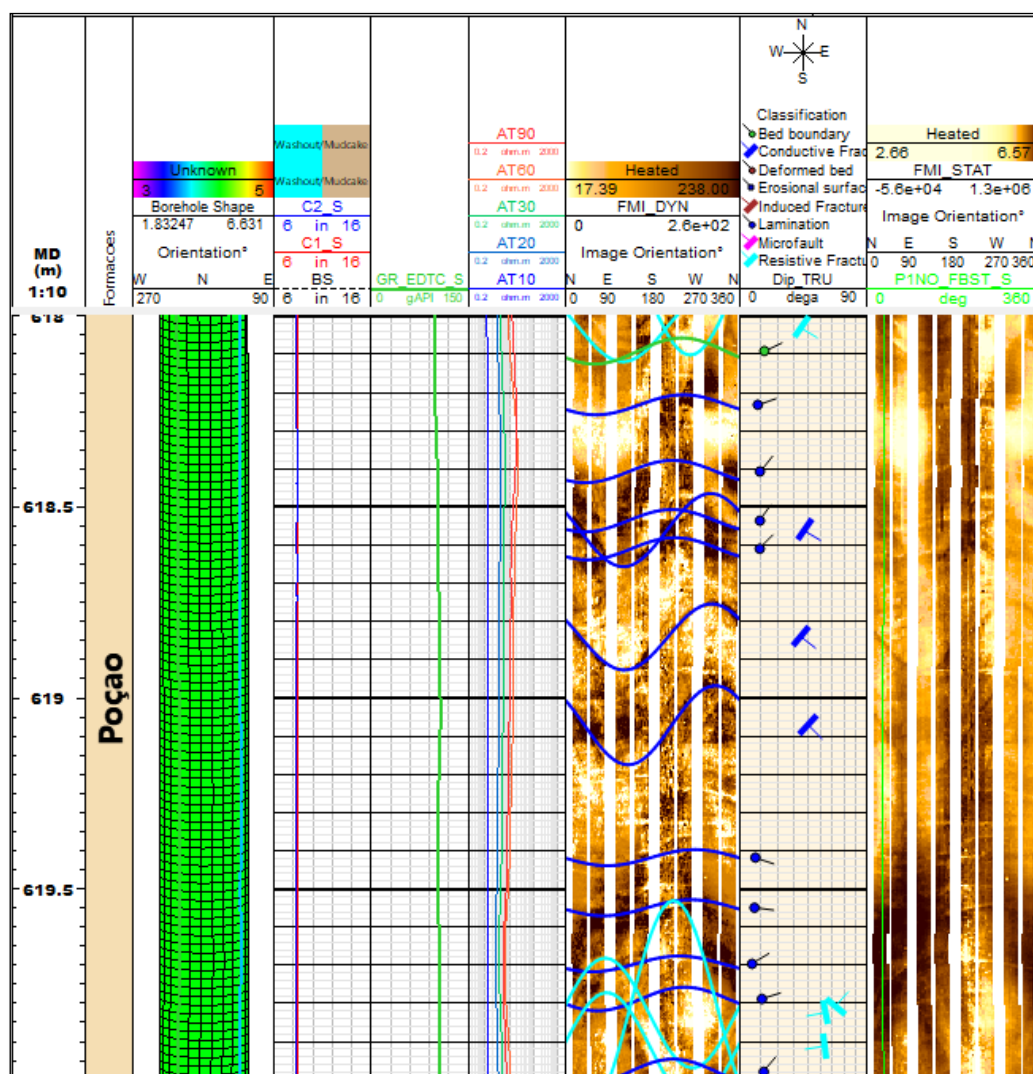 MD
(m)
1:10
Formacoes
Unknown
3 5
Borehole Shape
1.83247 6.631
Orientation°
W N E
270 90
Washout/Mudcake
Washout/Mudcake
C2_S
6 in 16
C1_S
6 in 16
BS
6 in 16
GR_EDTC_S
0 gAPI 150
AT90
0.2 ohm.m 2000
AT60
0.2 ohm.m 2000
AT30
0.2 ohm.m 2000
AT20
0.2 ohm.m 2000
AT10
0.2 ohm.m 2000
Heated
17.39 238.00
FMI_DYN
0 2.6e+02
Image Orientation°
N E S W N
0 90 180 270 360
N
W E
S
Classification
Bed boundary
Conductive Frac
Deformed bed
Erosional surfac
Induced Fracture
Lamination
Microfault
Resistive Fractu
Dip_TRU
0 dega 90
Heated
2.66 6.57
FMI_STAT
-5.6e+04 1.3e+06
Image Orientation°
N E S W N
0 90 180 270 360
P1NO_FBST_S
0 deg 360
618
618.5
619
619.5
Poçao